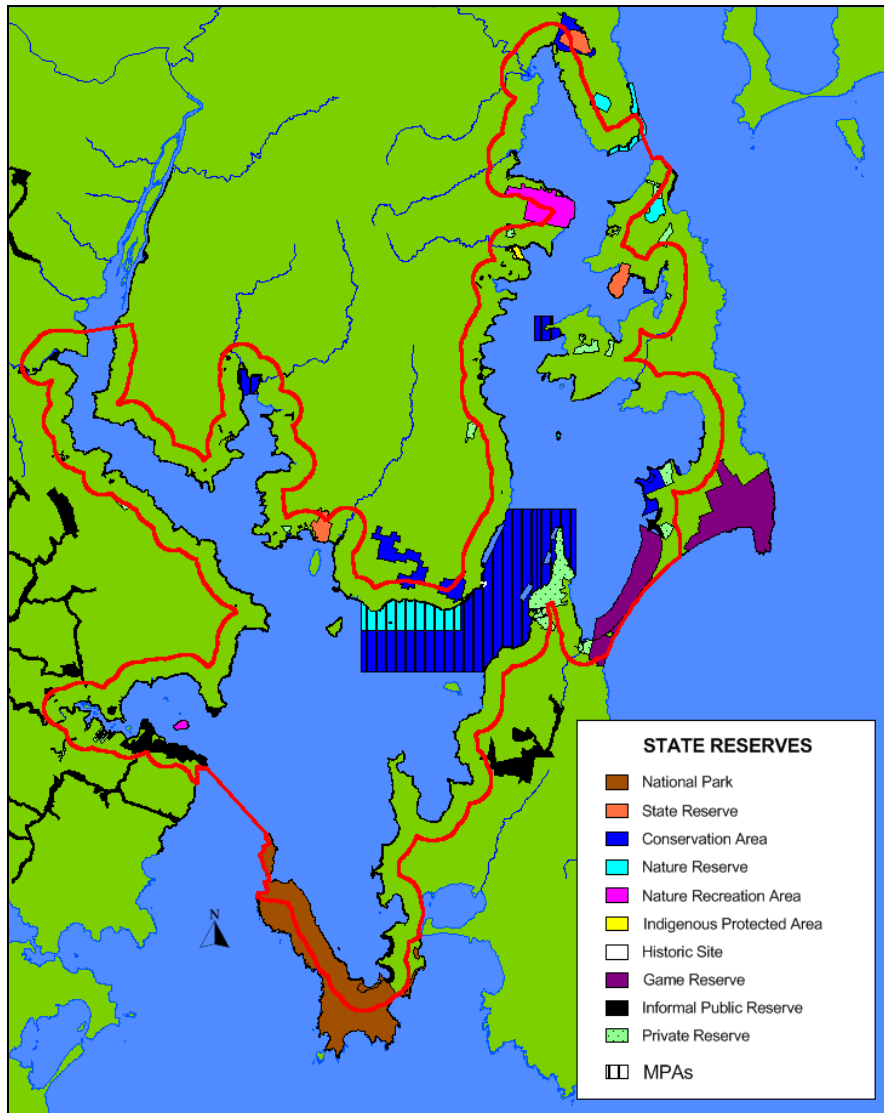 N
STATE RESERVES
National Park
State Reserve
Conservation Area
Nature Reserve
Nature Recreation Area
Indigenous Protected Area
Historic Site
Game Reserve
Informal Public Reserve
Private Reserve
MPAs